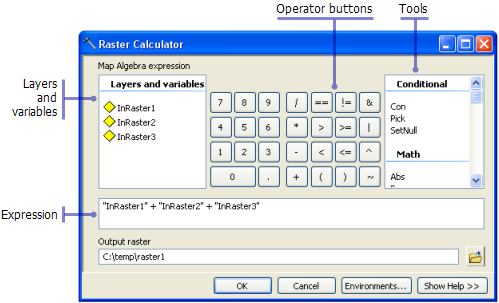 Operator buttons Tools
Raster Calculator
Map Algebra expression
Layers and variables
Layers and variables
InRaster1
InRaster2
InRaster3
7 8 9 / == != &
4 5 6 * > >= |
1 2 3 - < <= ^
0 . + ( ) ~
Conditional
Con
Pick
SetNull
Math
Abs
Expression
"InRaster1" + "InRaster2" + "InRaster3"
Output raster
C:\temp\raster1
OK Cancel Environments... Show Help >>